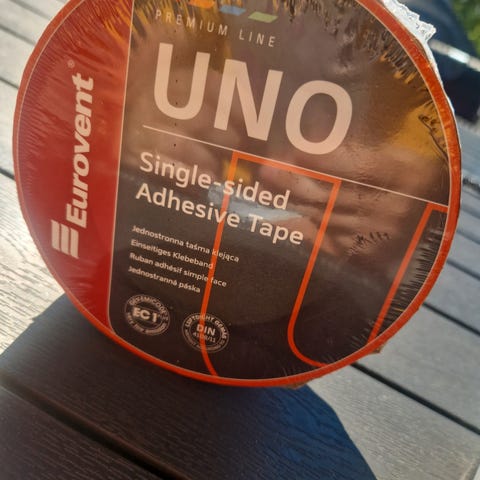 PREMIUM LINE
UNO
Eurovent®
Single-sided
Adhesive Tape
Jednostronna taśma klejąca
Einseitiges Klebeband
Ruban adhésif simple face
Jednostranná páska
EC1
DIN